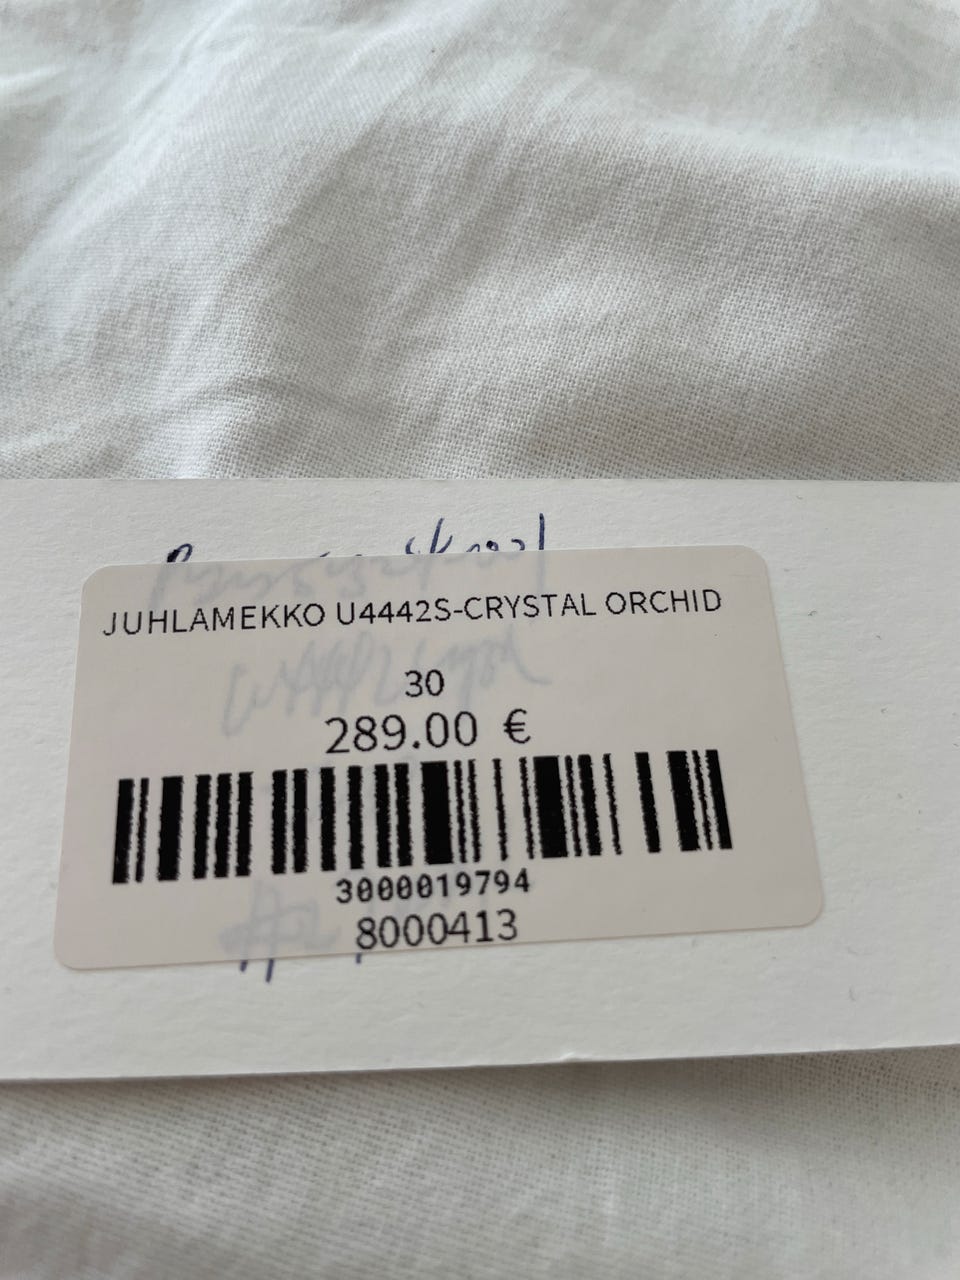 JUHLAMEKKO U4442S-CRYSTAL ORCHID
30
289.00 €
3000019794
8000413